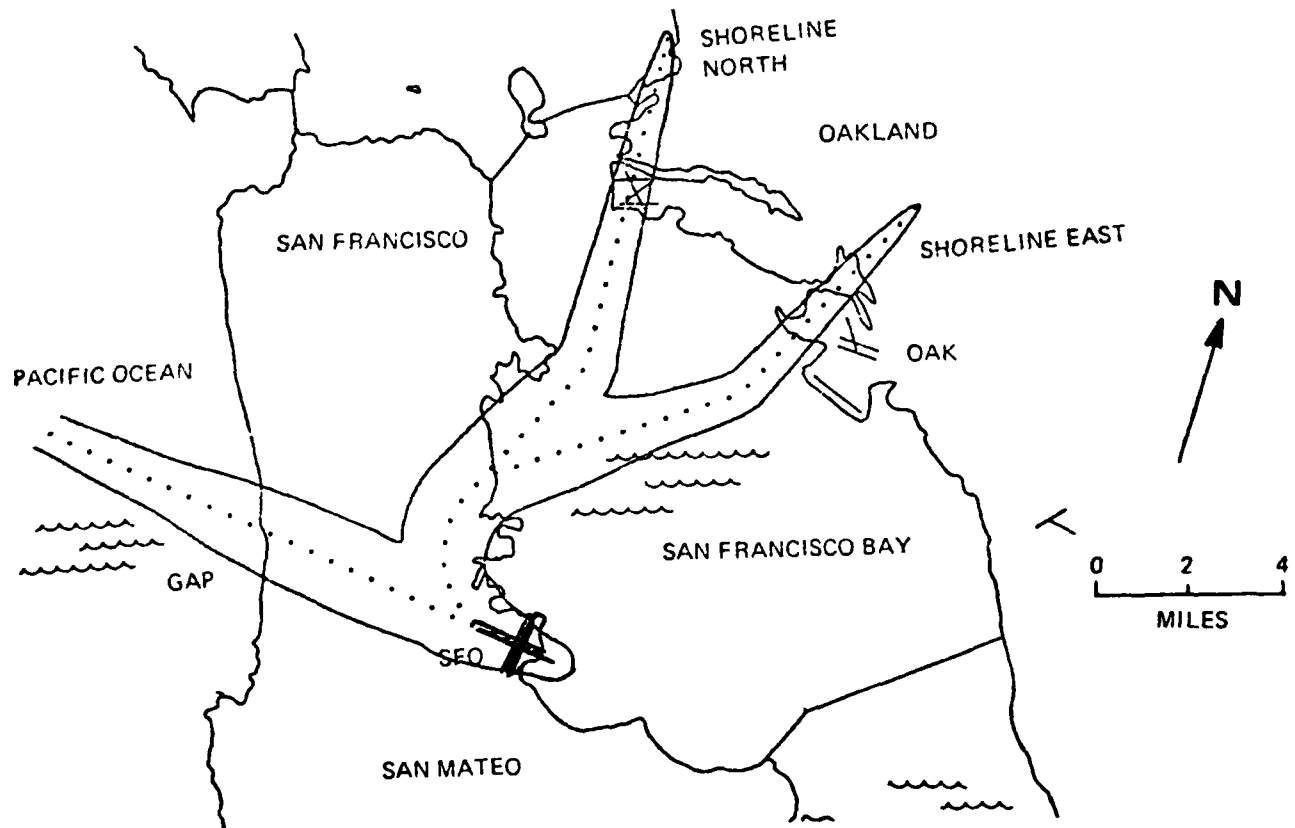 SHORELINE
NORTH
OAKLAND
SAN FRANCISCO
SHORELINE EAST
N
OAK
PACIFIC OCEAN
SAN FRANCISCO BAY
0 2 4
MILES
GAP
SFO
SAN MATEO